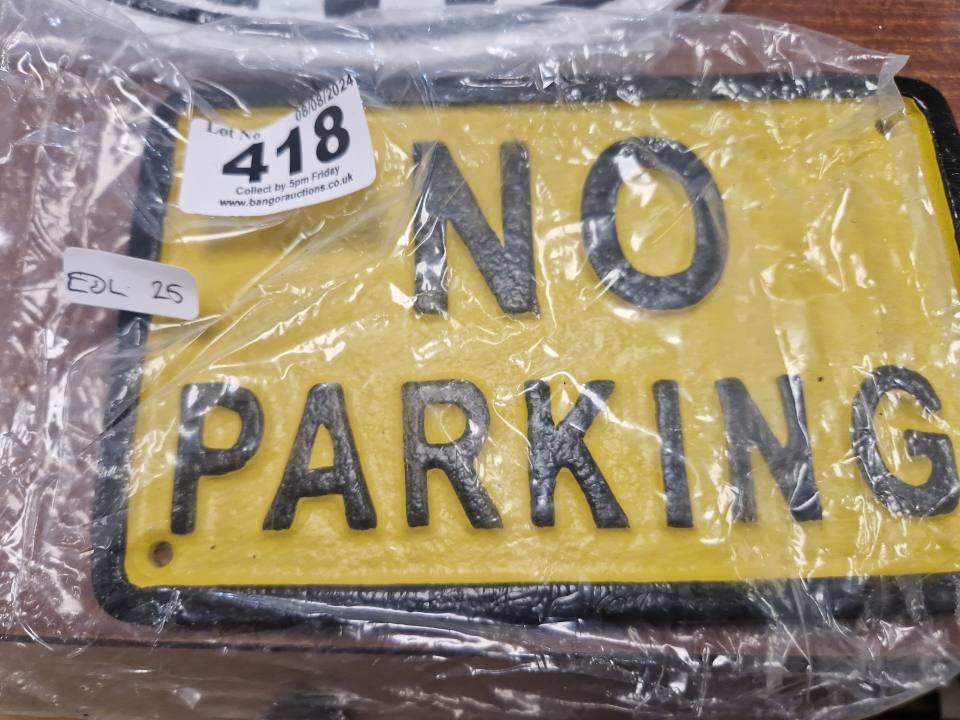 08/08/2024
Lot No
418
Collect by 5pm Friday
www.bangorauctions.co.uk
EDL 25
NO
PARKING